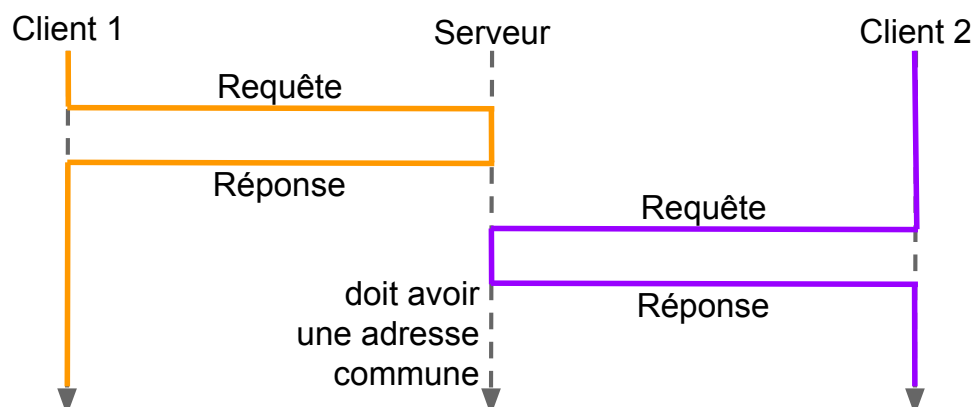 Client 1
Serveur
Client 2
Requête
Réponse
Requête
Réponse
doit avoir
une adresse
commune